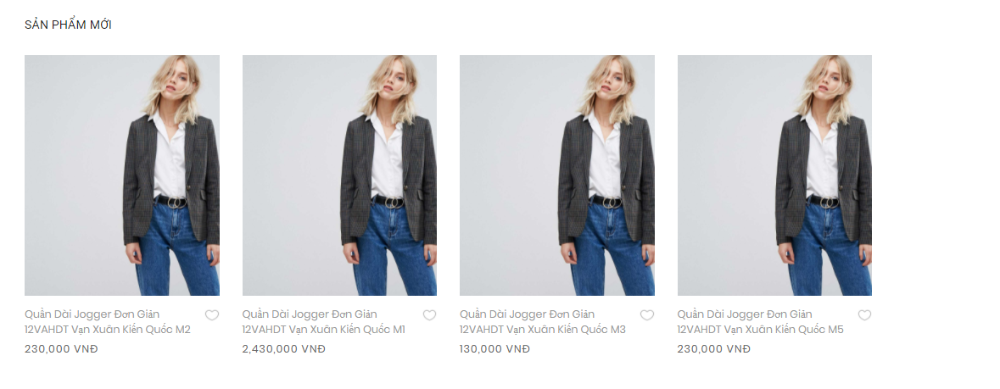 SẢN PHẨM MỚI
Quần Dài Jogger Đơn Giản
12VAHDT Vạn Xuân Kiến Quốc M2
230,000 VNĐ
Quần Dài Jogger Đơn Giản
12VAHDT Vạn Xuân Kiến Quốc M1
2,430,000 VNĐ
Quần Dài Jogger Đơn Giản
12VAHDT Vạn Xuân Kiến Quốc M3
130,000 VNĐ
Quần Dài Jogger Đơn Giản
12VAHDT Vạn Xuân Kiến Quốc M5
230,000 VNĐ